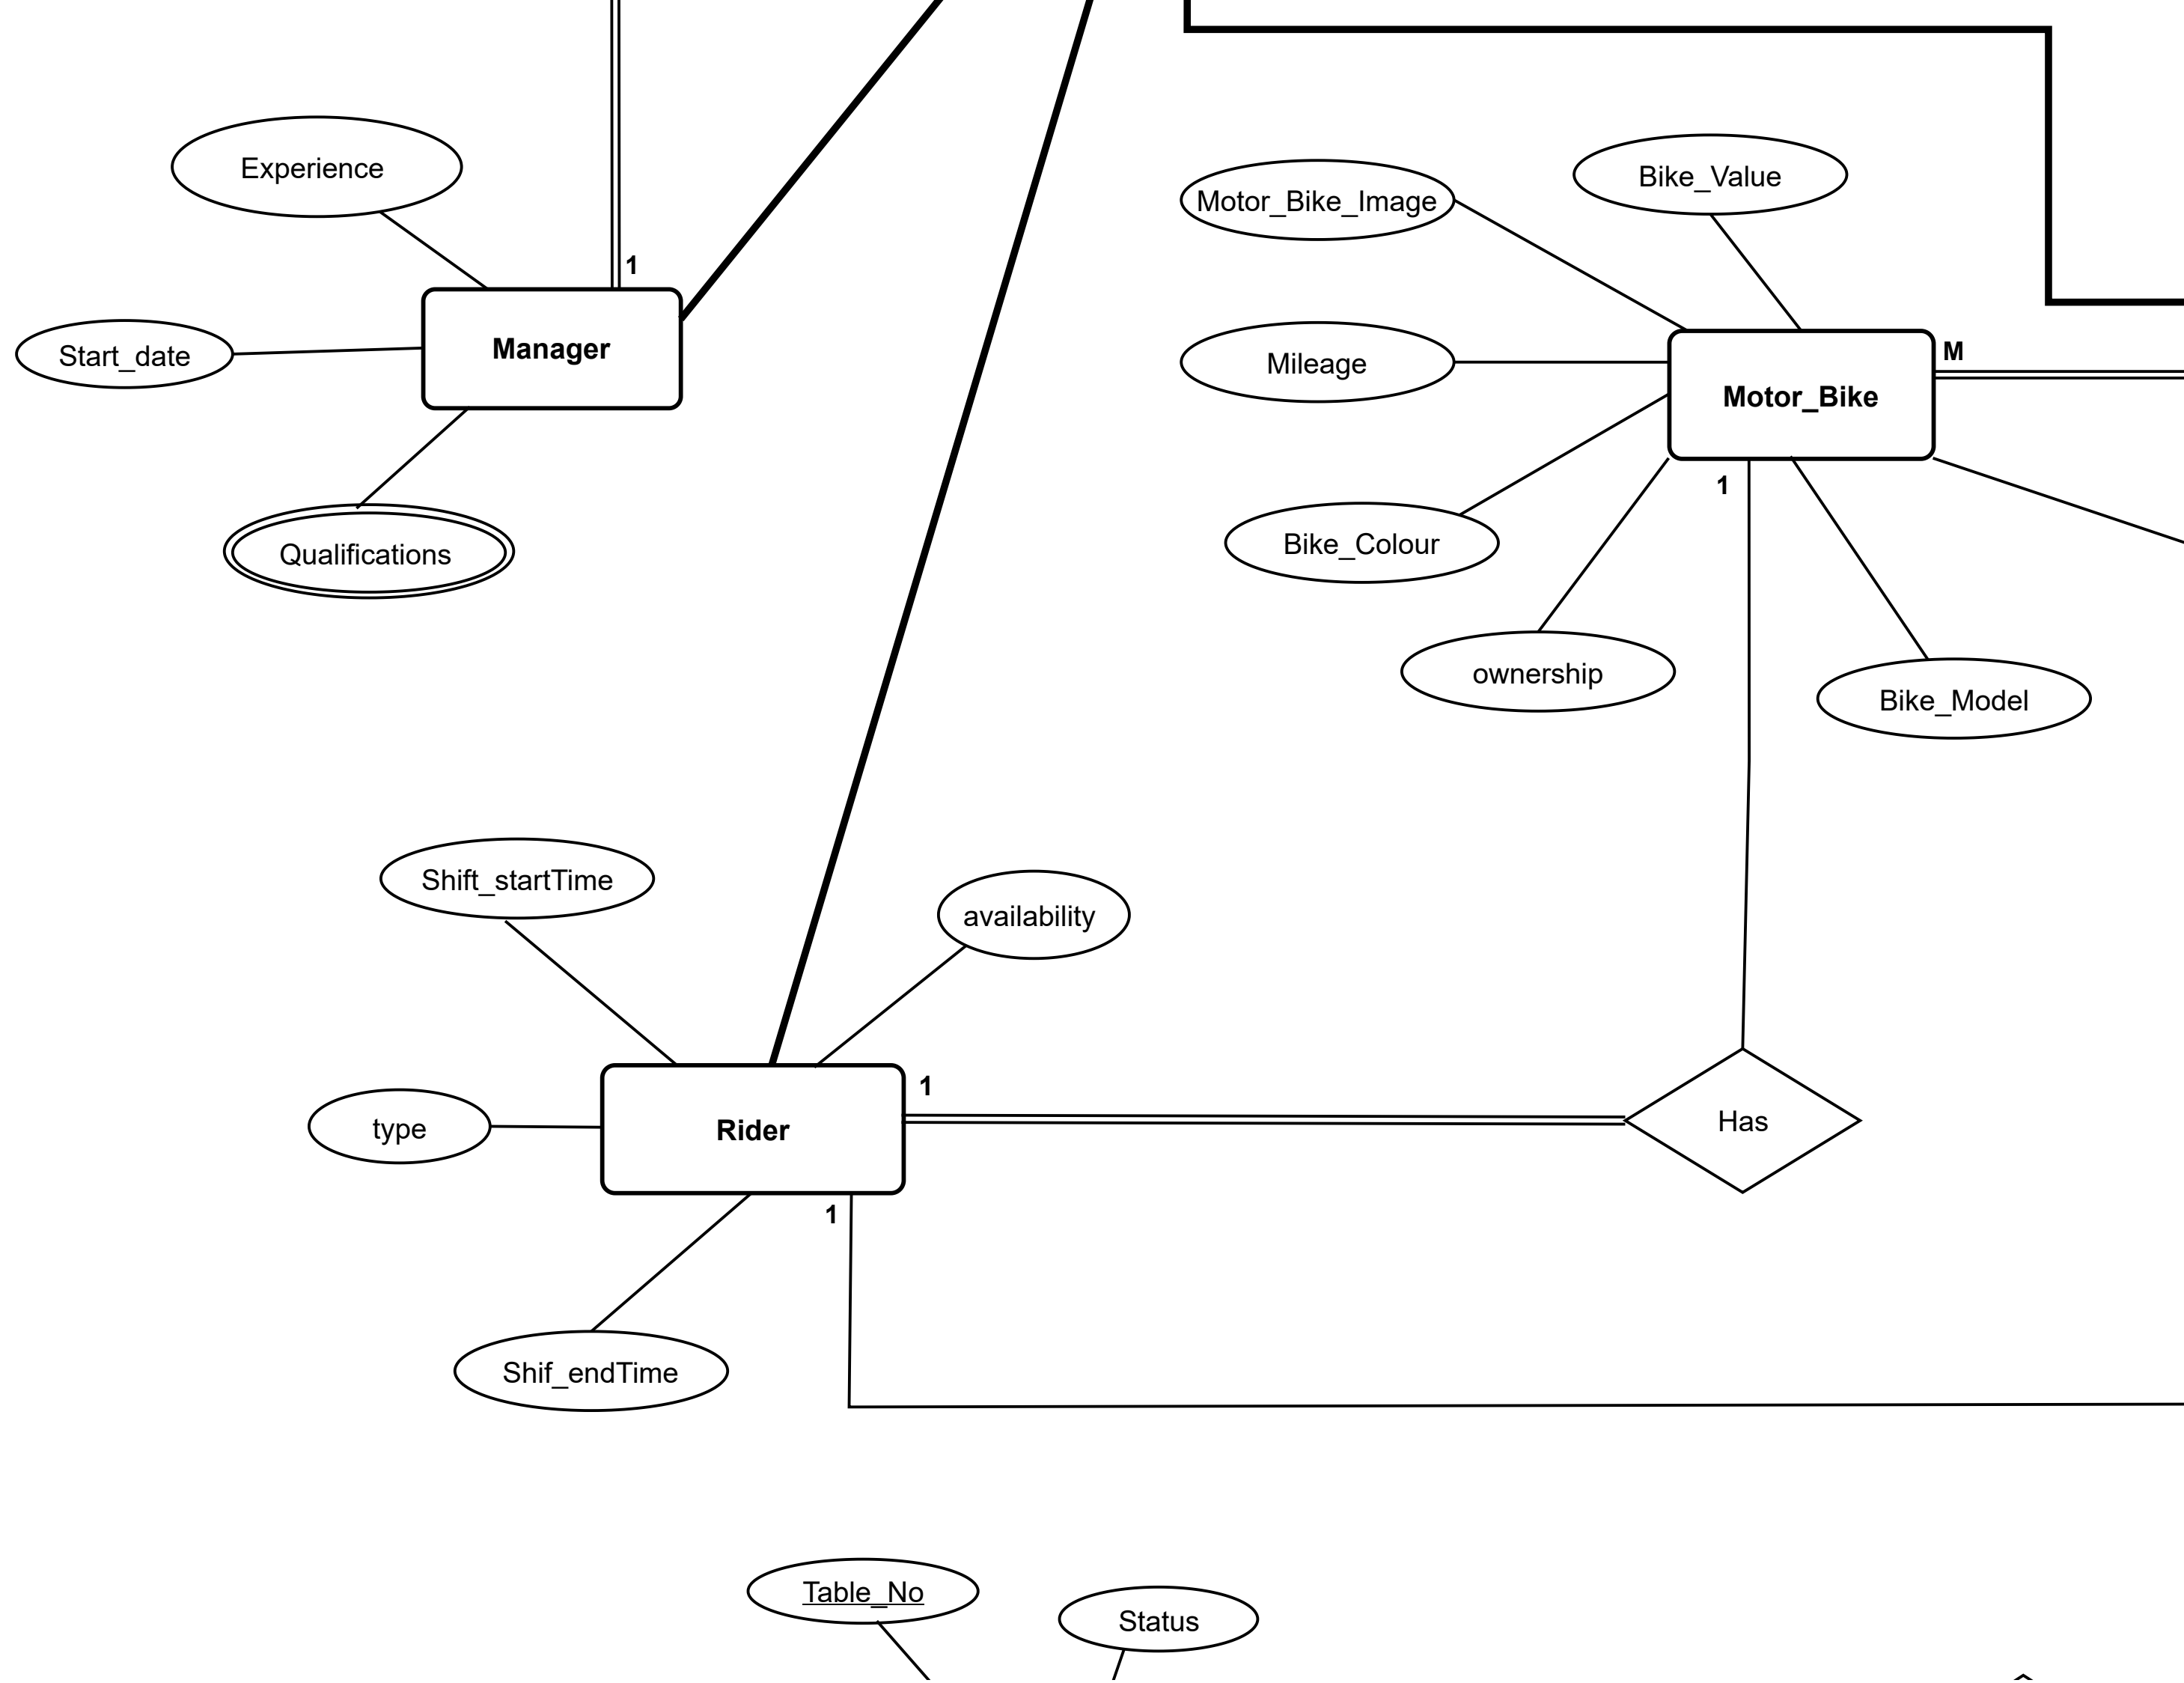 Experience
Motor_Bike_Image
Bike_Value
1
Start_date
Manager
Mileage
M
Motor_Bike
1
Qualifications
Bike_Colour
ownership
Bike_Model
Shift_startTime
availability
1
type
Rider
Has
1
Shif_endTime
Table_No
Status